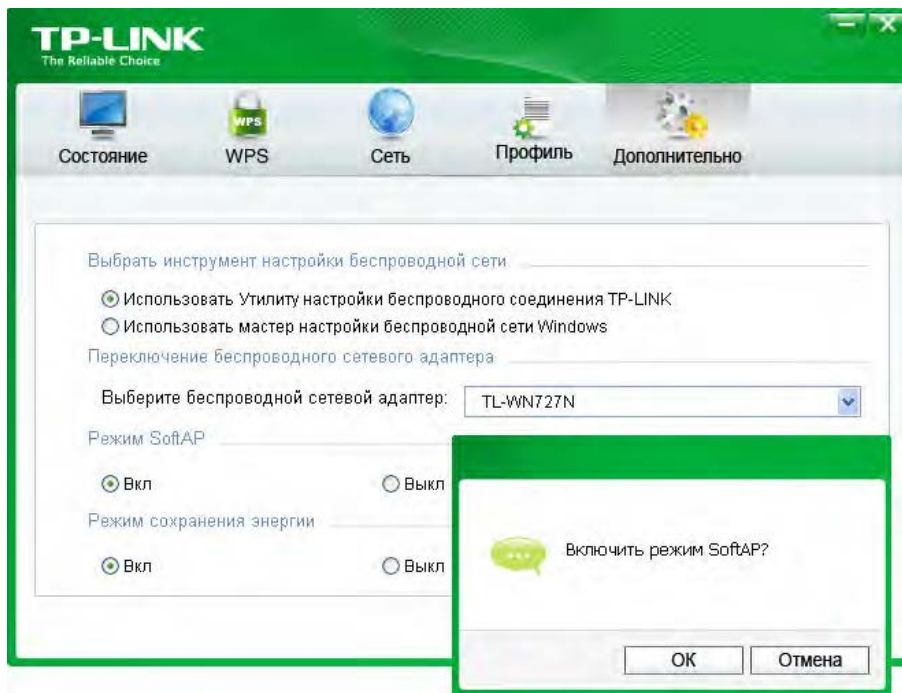 TP-LINK
The Reliable Choice
WPS
Состояние
WPS
Сеть
Профиль
Дополнительно
Выбрать инструмент настройки беспроводной сети
Использовать Утилиту настройки беспроводного соединения TP-LINK
Использовать мастер настройки беспроводной сети Windows
Переключение беспроводного сетевого адаптера
Выберите беспроводной сетевой адаптер: TL-WN727N
Режим SoftAP
Вкл Выкл
Режим сохранения энергии
Вкл Выкл
Включить режим SoftAP?
ОК Отмена